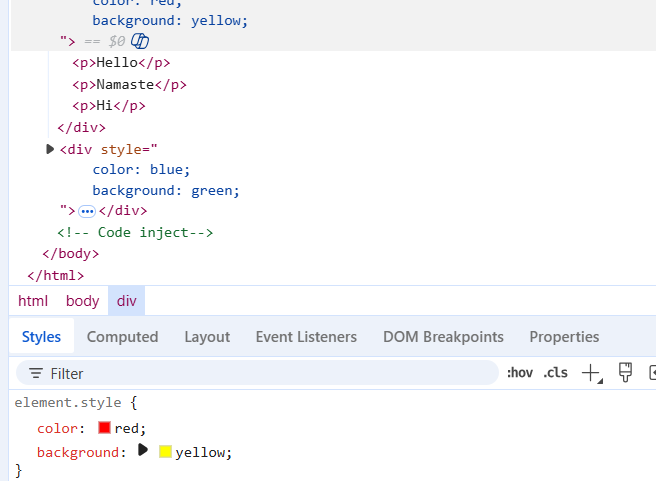 color: red;
background: yellow;
"> == $0
<p>Hello</p>
<p>Namaste</p>
<p>Hi</p>
</div>
<div style="
color: blue;
background: green;
">…</div>
<!-- Code inject-->
</body>
</html>
html body div
Styles Computed Layout Event Listeners DOM Breakpoints Properties
Filter :hov .cls
element.style {
color: red;
background: yellow;
}